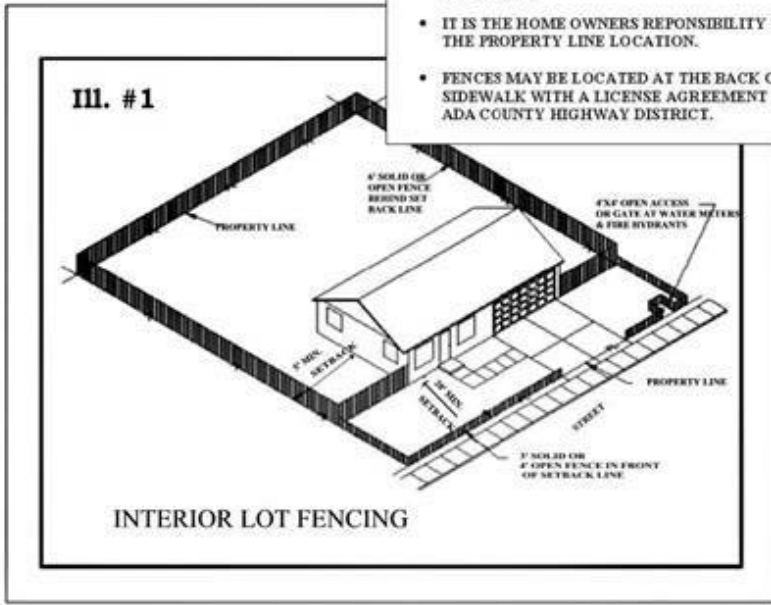 • IT IS THE HOME OWNERS REPONSIBILITY
THE PROPERTY LINE LOCATION.
• FENCES MAY BE LOCATED AT THE BACK O
SIDEWALK WITH A LICENSE AGREEMENT
ADA COUNTY HIGHWAY DISTRICT.
Ill. #1
6' SOLID OR
OPEN FENCE
BEHIND SET
BACK LINE
PROPERTY LINE
4'X4' OPEN ACCESS
OR GATE AT WATER METERS
& FIRE HYDRANTS
5' MIN.
SETBACK
20' MIN.
SETBACK
PROPERTY LINE
STREET
3' SOLID OR
4' OPEN FENCE IN FRONT
OF SETBACK LINE
INTERIOR LOT FENCING